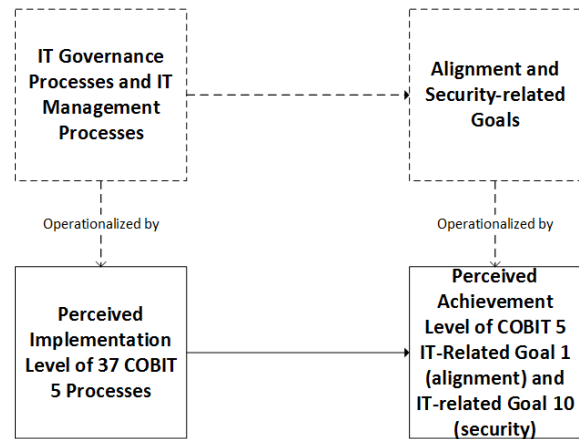 IT Governance
Processes and IT
Management
Processes
Alignment and
Security-related
Goals
Operationalized by
Operationalized by
Perceived
Implementation
Level of 37 COBIT
5 Processes
Perceived
Achievement
Level of COBIT 5
IT-Related Goal 1
(alignment) and
IT-related Goal 10
(security)